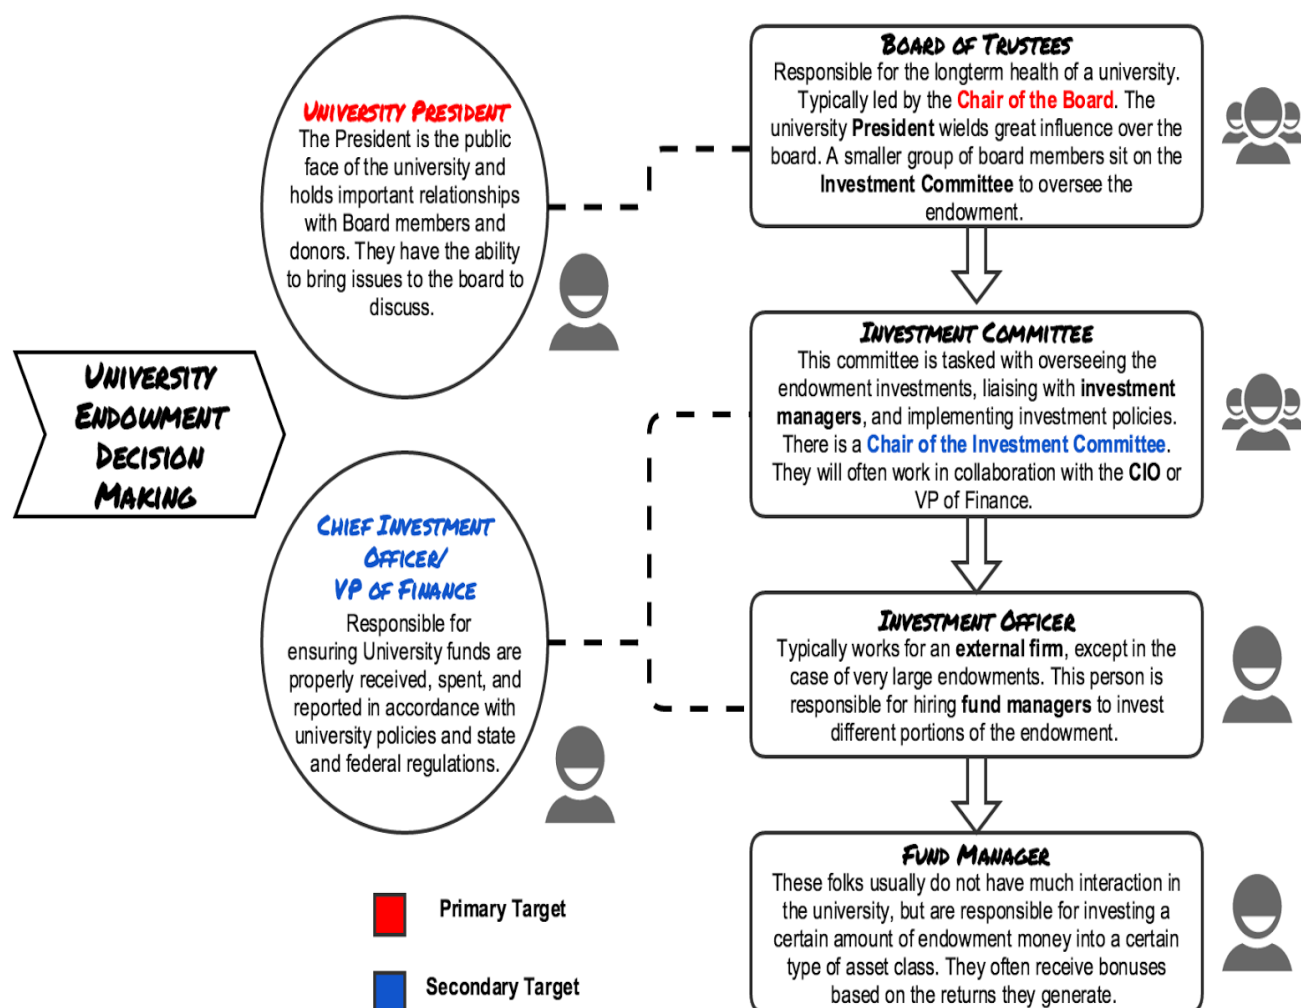 UNIVERSITY
ENDOWMENT
DECISION
MAKING
UNIVERSITY PRESIDENT
The President is the public
face of the university and
holds important relationships
with Board members and
donors. They have the ability
to bring issues to the board to
discuss.
CHIEF INVESTMENT
OFFICER/
VP OF FINANCE
Responsible for
ensuring University funds are
properly received, spent, and
reported in accordance with
university policies and state
and federal regulations.
Primary Target
Secondary Target
BOARD OF TRUSTEES
Responsible for the longterm health of a university.
Typically led by the Chair of the Board. The
university President wields great influence over the
board. A smaller group of board members sit on the
Investment Committee to oversee the
endowment.
INVESTMENT COMMITTEE
This committee is tasked with overseeing the
endowment investments, liaising with investment
managers, and implementing investment policies.
There is a Chair of the Investment Committee.
They will often work in collaboration with the CIO or
VP of Finance.
INVESTMENT OFFICER
Typically works for an external firm, except in the
case of very large endowments. This person is
responsible for hiring fund managers to invest
different portions of the endowment.
FUND MANAGER
These folks usually do not have much interaction in
the university, but are responsible for investing a
certain amount of endowment money into a certain
type of asset class. They often receive bonuses
based on the returns they generate.